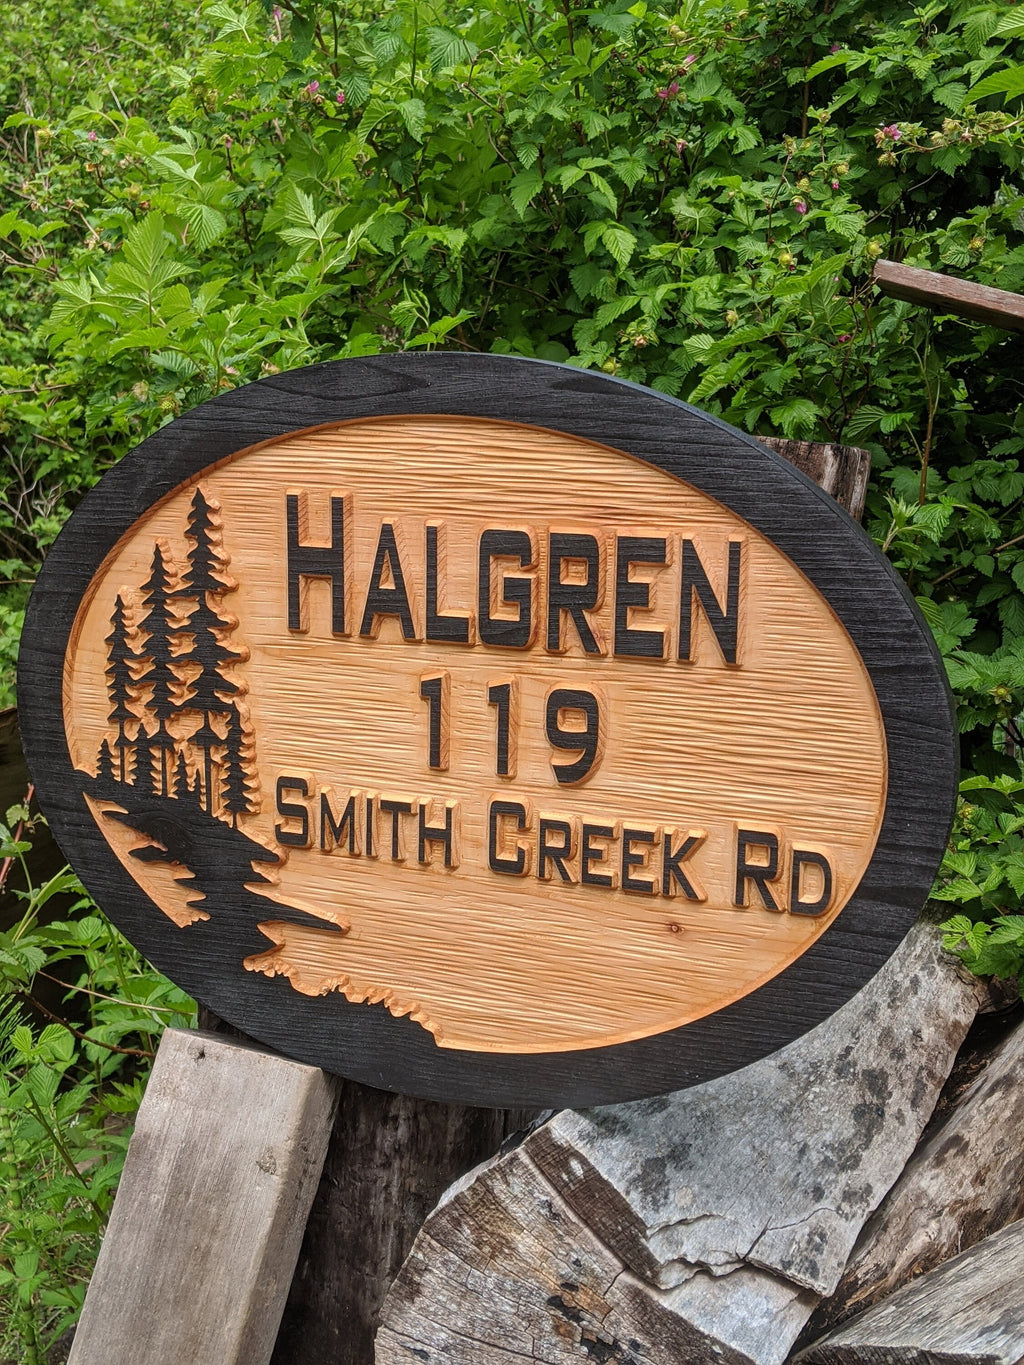 HALGREN
119
SMITH CREEK RD